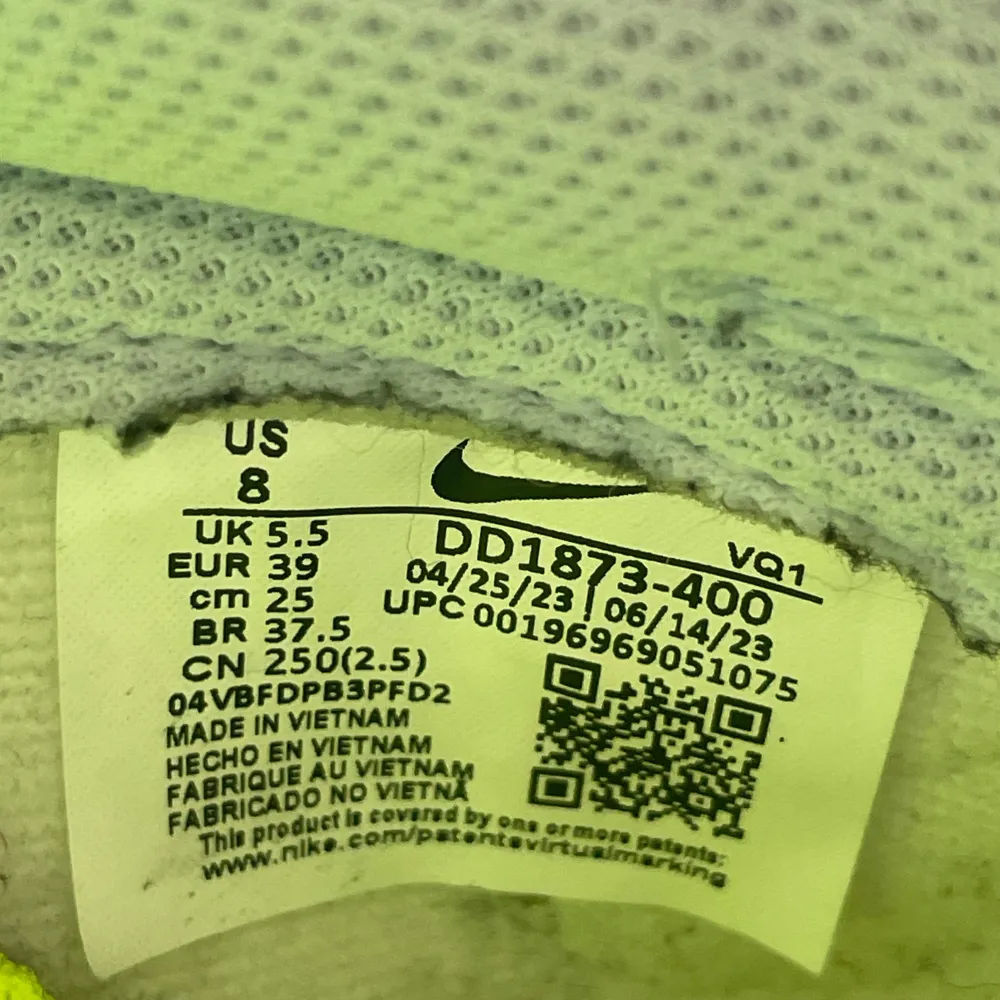 US
8
UK 5.5
EUR 39
cm 25
BR 37.5
CN 250(2.5)
04VBFDPB3PFD2
MADE IN VIETNAM
HECHO EN VIETNAM
FABRIQUE AU VIETNAM
FABRICADO NO VIETNÃ
VQ1
DD1873-400
04/25/23 | 06/14/23
UPC 00196969051075
This product is covered by one or more patents:
www.nike.com/patentsvirtualmarking